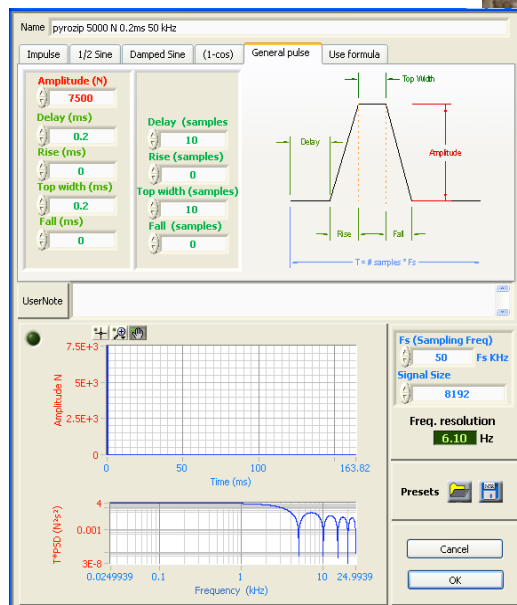 Name pyrozip 5000 N 0.2ms 50 kHz
Impulse 1/2 Sine Damped Sine (1-cos) General pulse Use formula
Amplitude (N)
7500
Delay (ms)
0.2
Rise (ms)
0
Top width (ms)
0.2
Fall (ms)
0
Delay (samples
10
Rise (samples)
0
Top width (samples)
10
Fall (samples)
0
Top Width
Delay
Amplitude
Rise
Fall
T = # samples * Fs
UserNote
7.5E+3
5E+3
2.5E+3
0
Amplitude N
0 50 100 163.82
Time (ms)
4
0.001
3E-8
T*PSD (N²s²)
0.0249939 0.1 1 10 24.9939
Frequency (kHz)
Fs (Sampling Freq)
50 Fs KHz
Signal Size
8192
Freq. resolution
6.10 Hz
Presets
Cancel
OK